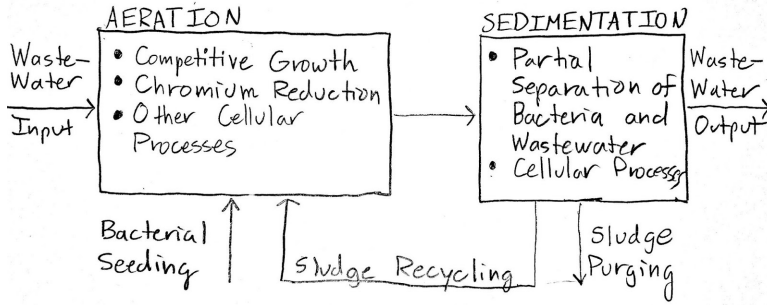 AERATION
SEDIMENTATION
Waste-
Water
Input
• Competitive Growth
• Chromium Reduction
• Other Cellular
Processes
• Partial
Separation of
Bacteria and
Wastewater
• Cellular Processes
Waste-
Water
Output
Bacterial
Seeding
Sludge Recycling
Sludge
Purging